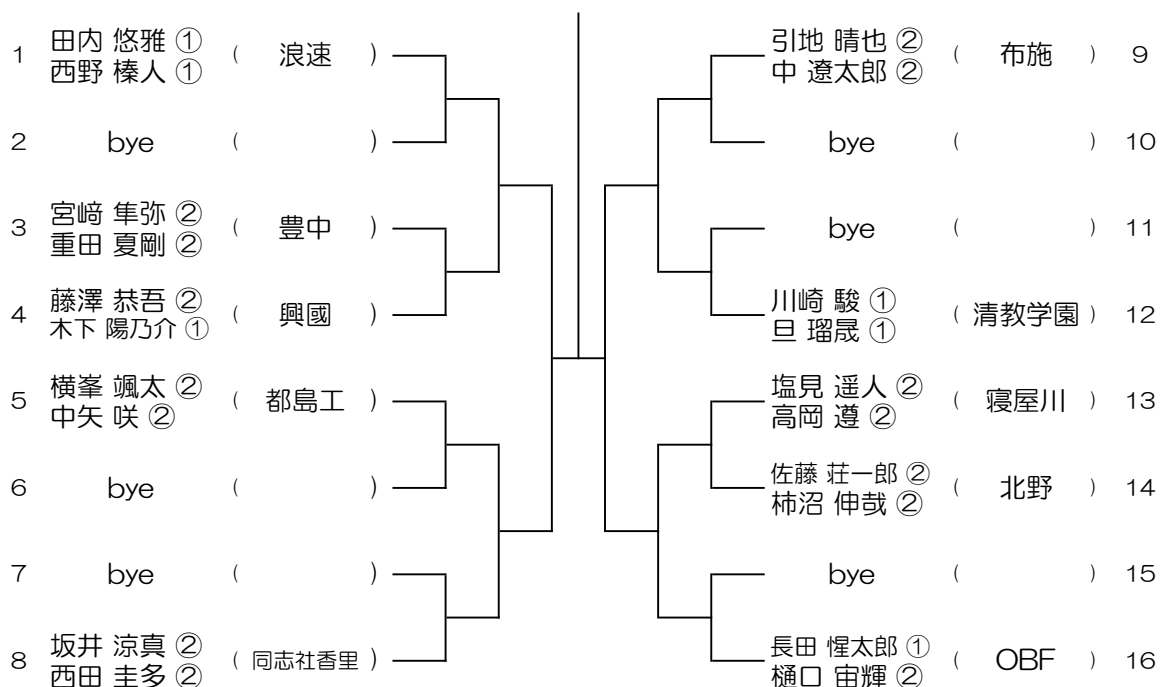 1 田内 悠雅 ① ( 浪速 )
西野 榛人 ①
2 bye ( )
3 宮﨑 隼弥 ② ( 豊中 )
重田 夏剛 ②
4 藤澤 恭吾 ② ( 興國 )
木下 陽乃介 ①
5 横峯 颯太 ② ( 都島工 )
中矢 咲 ②
6 bye ( )
7 bye ( )
8 坂井 涼真 ② ( 同志社香里 )
西田 圭多 ②
引地 晴也 ② ( 布施 ) 9
中 遼太郎 ②
bye ( ) 10
bye ( ) 11
川崎 駿 ① ( 清教学園 ) 12
旦 瑠晟 ①
塩見 遥人 ② ( 寝屋川 ) 13
高岡 遵 ②
佐藤 荘一郎 ② ( 北野 ) 14
柿沼 伸哉 ②
bye ( ) 15
長田 惺太郎 ① ( OBF ) 16
樋口 宙輝 ②